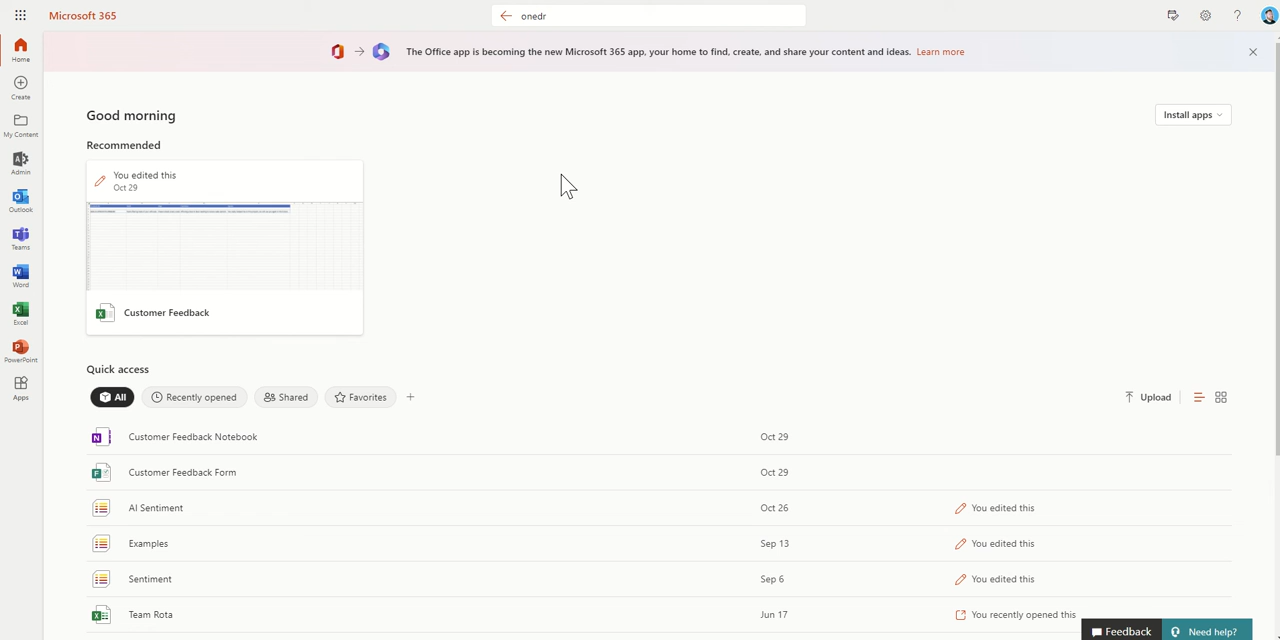 Microsoft 365
onedr
The Office app is becoming the new Microsoft 365 app, your home to find, create, and share your content and ideas. Learn more
Home
Create
My Content
Admin
Outlook
Teams
Word
Excel
PowerPoint
Apps
Good morning
Install apps
Recommended
You edited this
Oct 29
Customer Feedback
Quick access
All
Recently opened
Shared
Favorites
Upload
Customer Feedback Notebook Oct 29
Customer Feedback Form Oct 29
AI Sentiment Oct 26 You edited this
Examples Sep 13 You edited this
Sentiment Sep 6 You edited this
Team Rota Jun 17 You recently opened this
Feedback
Need help?